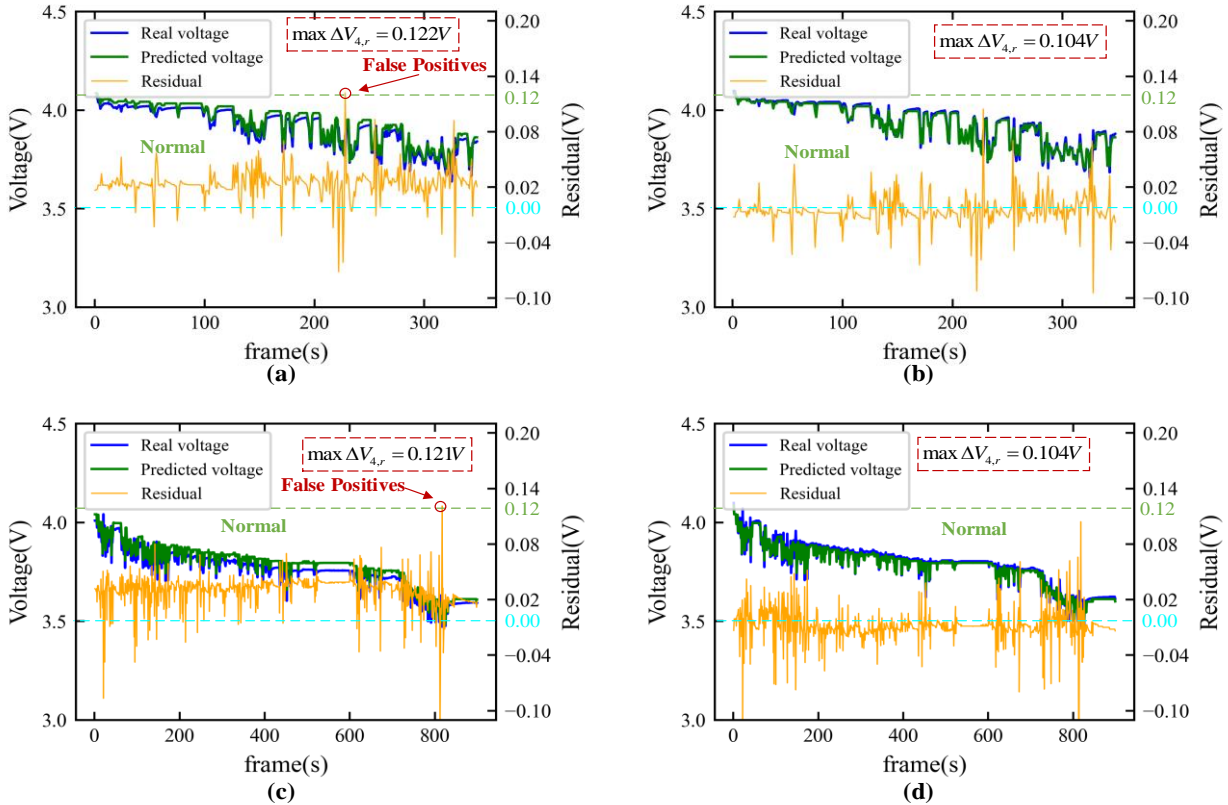 4.5
Real voltage
Predicted voltage
Residual
max ΔV4,r = 0.122V
False Positives
Normal
4.0
3.5
3.0
Voltage(V)
0.20
0.14
0.12
0.08
0.02
0.00
−0.04
−0.10
Residual(V)
0 100 200 300
frame(s)
(a)
4.5
Real voltage
Predicted voltage
Residual
max ΔV4,r = 0.104V
Normal
4.0
3.5
3.0
Voltage(V)
0.20
0.14
0.12
0.08
0.02
0.00
−0.04
−0.10
Residual(V)
0 100 200 300
frame(s)
(b)
4.5
Real voltage
Predicted voltage
Residual
max ΔV4,r = 0.121V
False Positives
Normal
4.0
3.5
3.0
Voltage(V)
0.20
0.14
0.12
0.08
0.02
0.00
−0.04
−0.10
Residual(V)
0 200 400 600 800
frame(s)
(c)
4.5
Real voltage
Predicted voltage
Residual
max ΔV4,r = 0.104V
Normal
4.0
3.5
3.0
Voltage(V)
0.20
0.14
0.12
0.08
0.02
0.00
−0.04
−0.10
Residual(V)
0 200 400 600 800
frame(s)
(d)